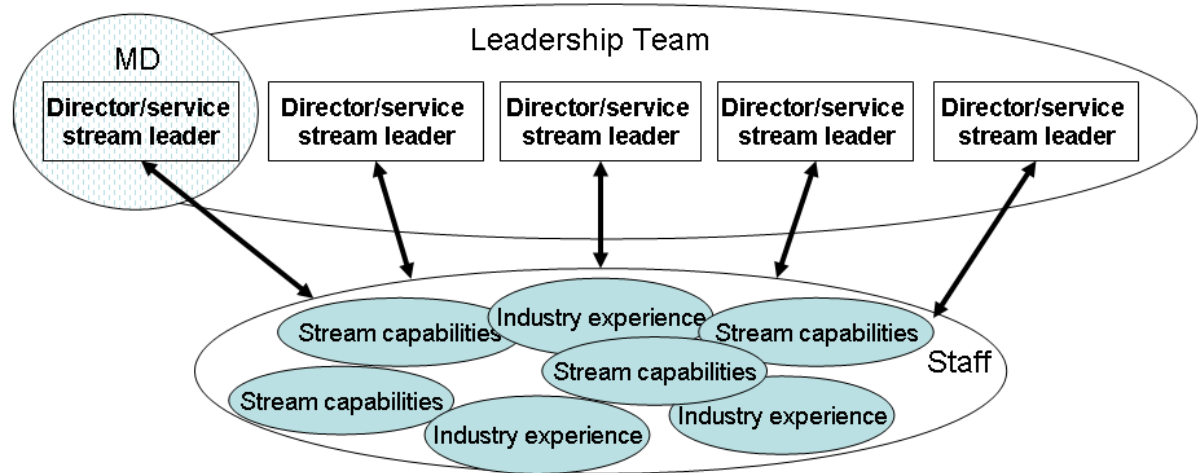 Leadership Team
MD
Director/service
stream leader
Director/service
stream leader
Director/service
stream leader
Director/service
stream leader
Director/service
stream leader
Stream capabilities
Industry experience
Stream capabilities
Staff
Stream capabilities
Stream capabilities
Industry experience
Industry experience